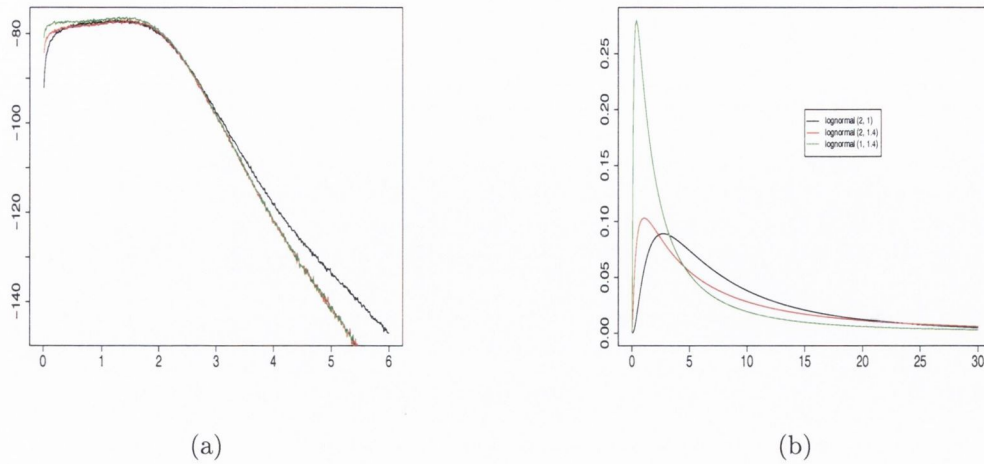 -80
-100
-120
-140
0 1 2 3 4 5 6
(a)
0.25
0.20
0.15
0.10
0.05
0.00
lognormal (2, 1)
lognormal (2, 1.4)
lognormal (1, 1.4)
0 5 10 15 20 25 30
(b)